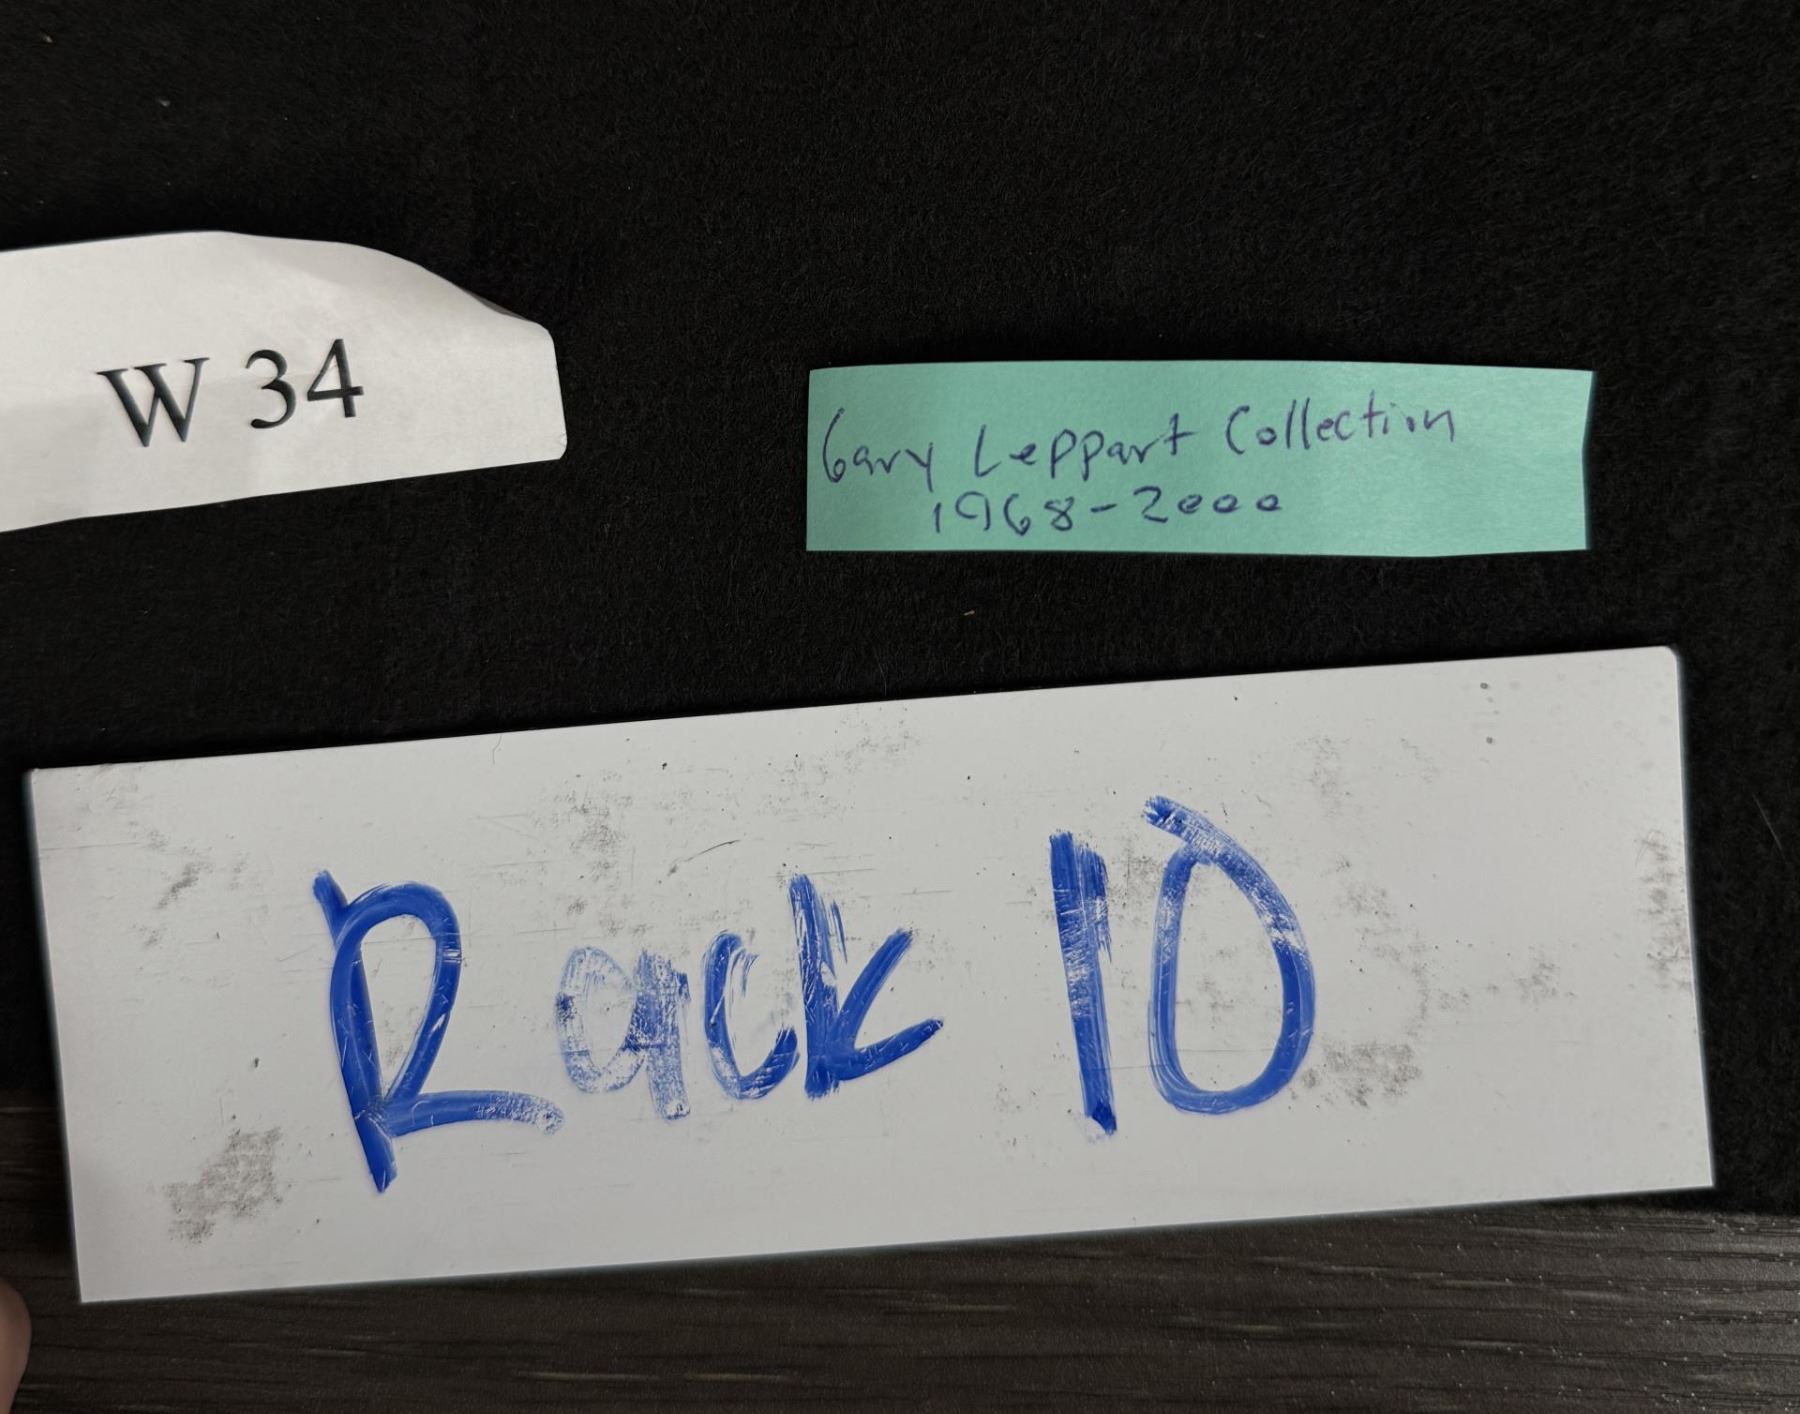 W 34
Gary Leppart Collection
1968-2000
Rack 10